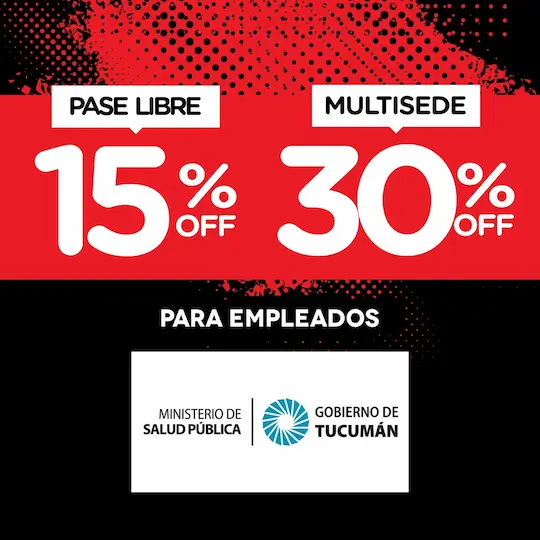 PASE LIBRE
15% OFF
MULTISEDE
30% OFF
PARA EMPLEADOS
MINISTERIO DE
SALUD PÚBLICA
GOBIERNO DE
TUCUMÁN